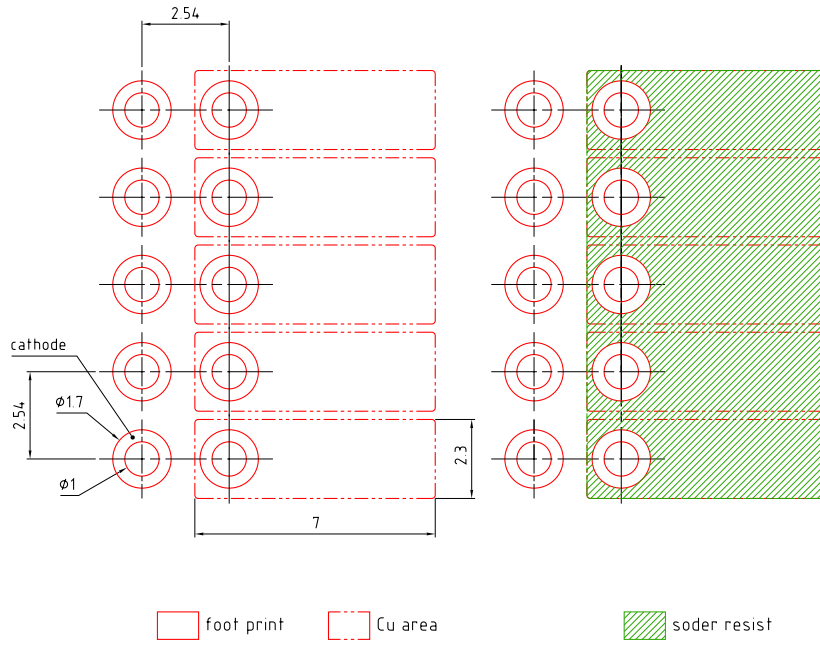 2.54
cathode
2.54
φ1.7
φ1
2.3
7
foot print
Cu area
soder resist